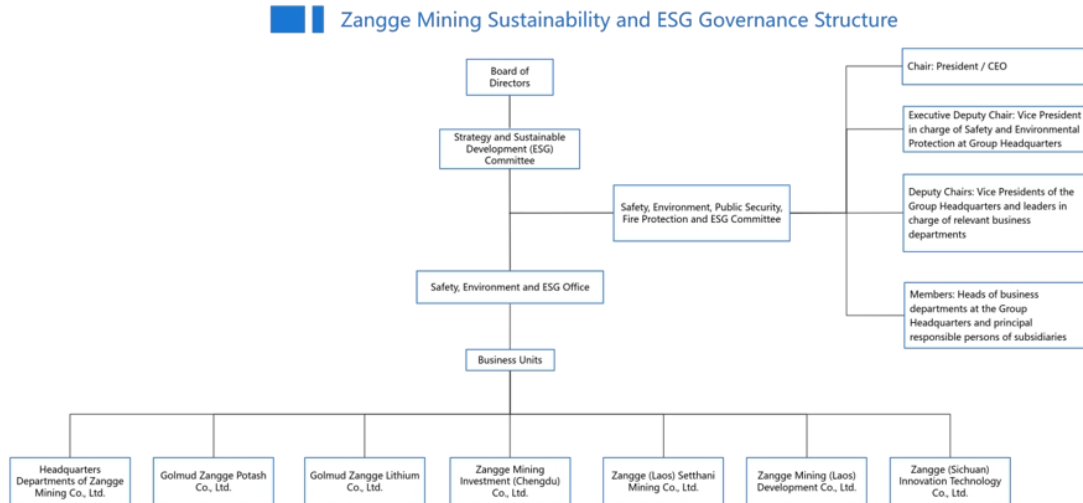 Zangge Mining Sustainability and ESG Governance Structure
Board of
Directors
Strategy and Sustainable
Development (ESG)
Committee
Safety, Environment, Public Security,
Fire Protection and ESG Committee
Chair: President / CEO
Executive Deputy Chair: Vice President
in charge of Safety and Environmental
Protection at Group Headquarters
Deputy Chairs: Vice Presidents of the
Group Headquarters and leaders in
charge of relevant business
departments
Members: Heads of business
departments at the Group
Headquarters and principal
responsible persons of subsidiaries
Safety, Environment and ESG Office
Business Units
Headquarters
Departments of Zangge
Mining Co., Ltd.
Golmud Zangge Potash
Co., Ltd.
Golmud Zangge Lithium
Co., Ltd.
Zangge Mining
Investment (Chengdu)
Co., Ltd.
Zangge (Laos) Setthani
Mining Co., Ltd.
Zangge Mining (Laos)
Development Co., Ltd.
Zangge (Sichuan)
Innovation Technology
Co., Ltd.